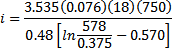 i = 3.535(0.076)(18)(750) / 0.48 [ln 578/0.375 − 0.570]